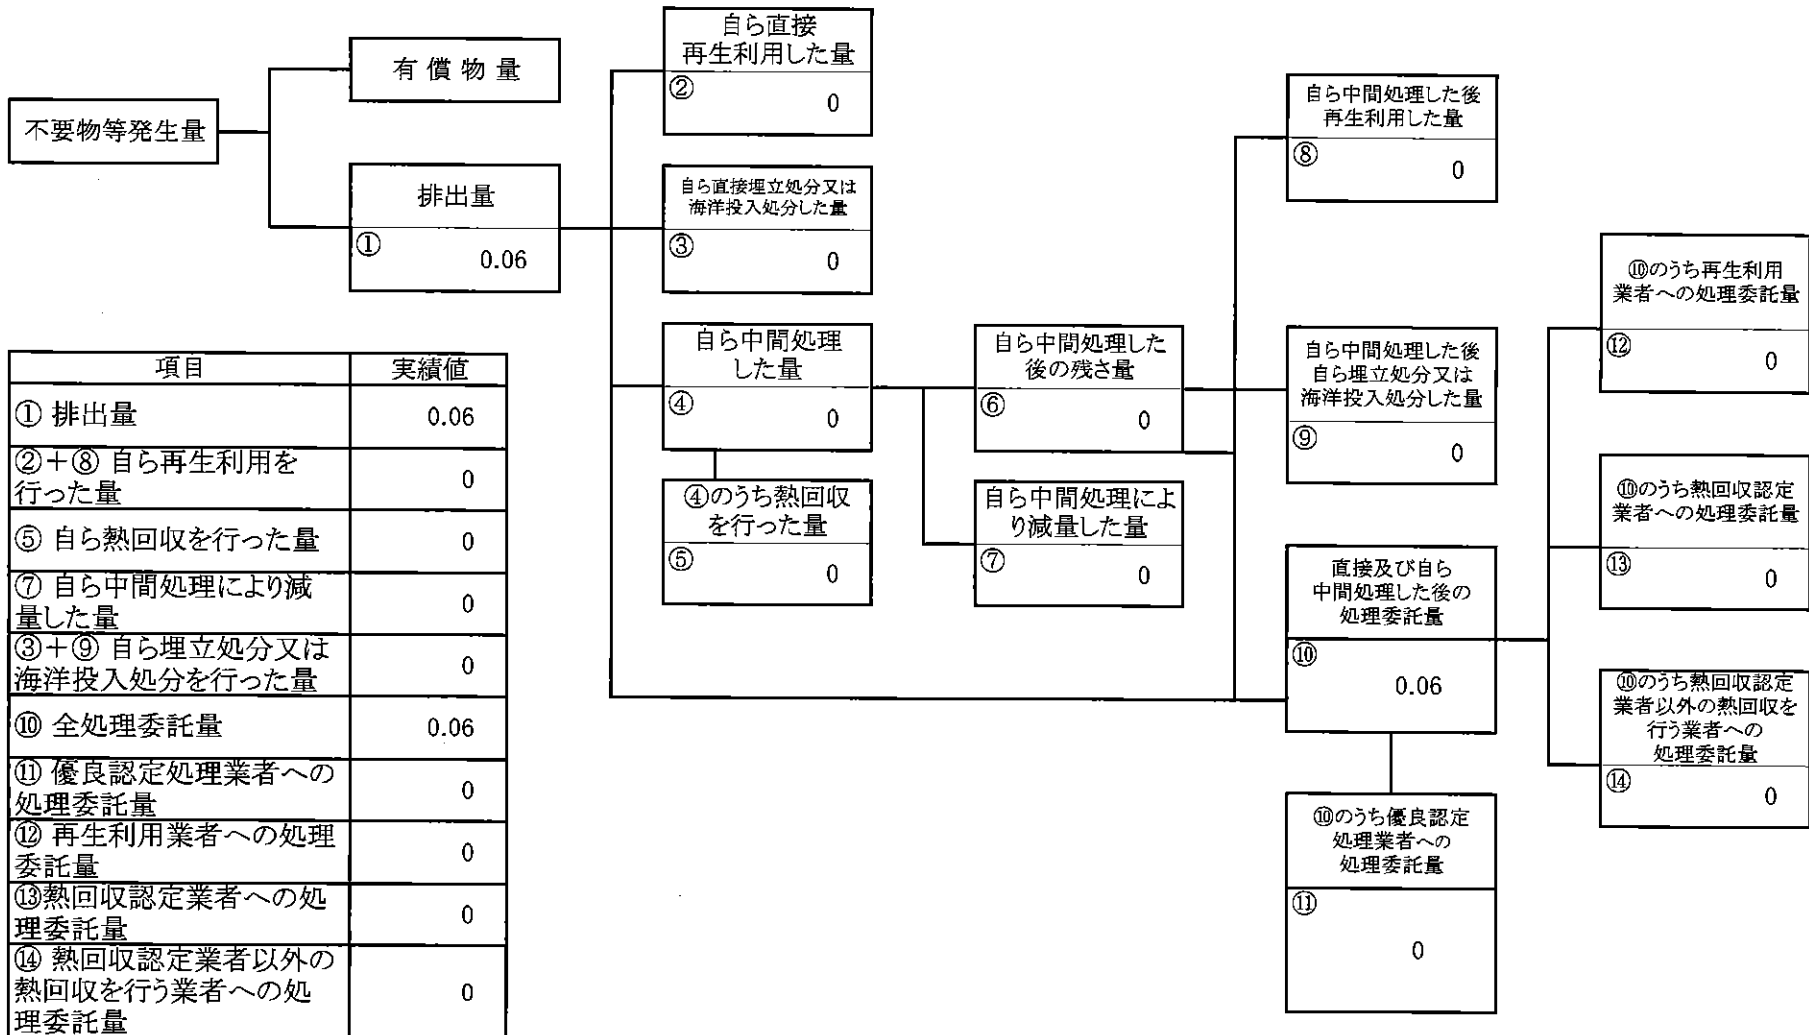 不要物等発生量
有償物量
排出量
①
0.06
自ら直接
再生利用した量
②
0
自ら直接埋立処分又は
海洋投入処分した量
③
0
自ら中間処理
した量
④
0
④のうち熱回収
を行った量
⑤
0
自ら中間処理した
後の残さ量
⑥
0
自ら中間処理によ
り減量した量
⑦
0
自ら中間処理した後
再生利用した量
⑧
0
自ら中間処理した後
自ら埋立処分又は
海洋投入処分した量
⑨
0
直接及び自ら
中間処理した後の
処理委託量
⑩
0.06
⑩のうち優良認定
処理業者への
処理委託量
⑪
0
⑩のうち再生利用
業者への処理委託量
⑫
0
⑩のうち熱回収認定
業者への処理委託量
⑬
0
⑩のうち熱回収認定
業者以外の熱回収を
行う業者への
処理委託量
⑭
0
項目 実績値
① 排出量 0.06
②+⑧ 自ら再生利用を
行った量 0
⑤ 自ら熱回収を行った量 0
⑦ 自ら中間処理により減
量した量 0
③+⑨ 自ら埋立処分又は
海洋投入処分を行った量 0
⑩ 全処理委託量 0.06
⑪ 優良認定処理業者への
処理委託量 0
⑫ 再生利用業者への処理
委託量 0
⑬熱回収認定業者への処
理委託量 0
⑭ 熱回収認定業者以外の
熱回収を行う業者への処
理委託量 0